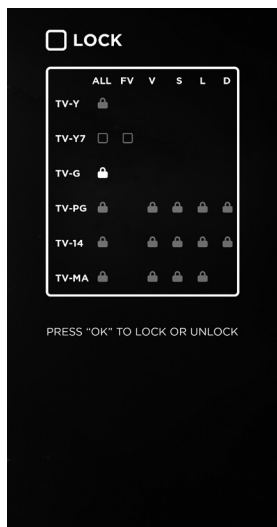 LOCK
ALL FV V S L D
TV-Y
TV-Y7
TV-G
TV-PG
TV-14
TV-MA
PRESS “OK” TO LOCK OR UNLOCK